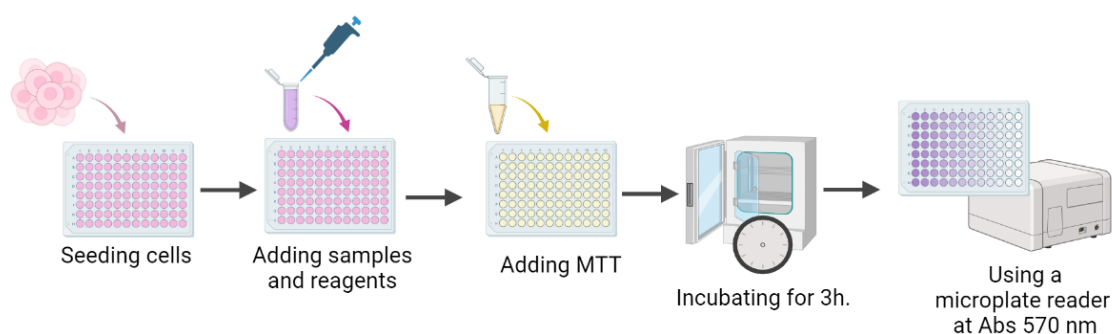 Seeding cells
Adding samples
and reagents
Adding MTT
Incubating for 3h.
Using a
microplate reader
at Abs 570 nm